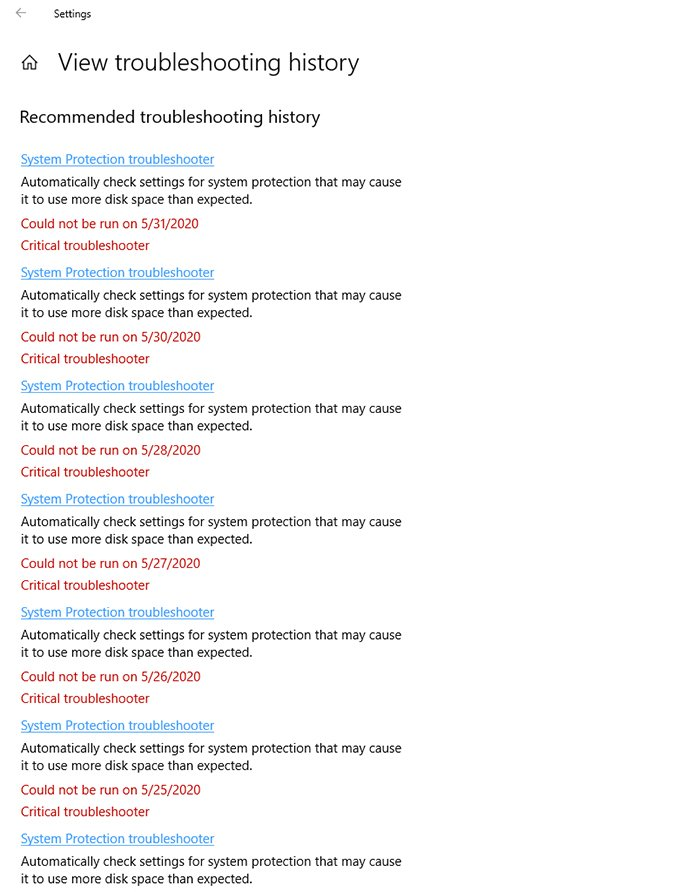 Settings
View troubleshooting history
Recommended troubleshooting history
System Protection troubleshooter
Automatically check settings for system protection that may cause
it to use more disk space than expected.
Could not be run on 5/31/2020
Critical troubleshooter
System Protection troubleshooter
Automatically check settings for system protection that may cause
it to use more disk space than expected.
Could not be run on 5/30/2020
Critical troubleshooter
System Protection troubleshooter
Automatically check settings for system protection that may cause
it to use more disk space than expected.
Could not be run on 5/28/2020
Critical troubleshooter
System Protection troubleshooter
Automatically check settings for system protection that may cause
it to use more disk space than expected.
Could not be run on 5/27/2020
Critical troubleshooter
System Protection troubleshooter
Automatically check settings for system protection that may cause
it to use more disk space than expected.
Could not be run on 5/26/2020
Critical troubleshooter
System Protection troubleshooter
Automatically check settings for system protection that may cause
it to use more disk space than expected.
Could not be run on 5/25/2020
Critical troubleshooter
System Protection troubleshooter
Automatically check settings for system protection that may cause
it to use more disk space than expected.